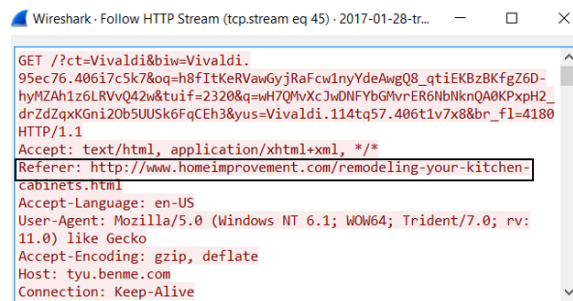 Wireshark · Follow HTTP Stream (tcp.stream eq 45) · 2017-01-28-tr...
GET /?ct=Vivaldi&biw=Vivaldi.
95ec76.406i7c5k7&oq=h8fItKeRVawGyjRaFcw1nyYdeAwgQ8_qtiEKBzBKfgZ6D-
hyMZAh1z6LRVvQ42w&tuif=2320&q=wH7QMvXcJwDNFYbGMvrER6NbNknQA0KPxpH2_
drZdZqxKGni2Ob5UUSk6FqCEh3&yus=Vivaldi.114tq57.406t1v7x8&br_fl=4180
HTTP/1.1
Accept: text/html, application/xhtml+xml, */*
Referer: http://www.homeimprovement.com/remodeling-your-kitchen-
cabinets.html
Accept-Language: en-US
User-Agent: Mozilla/5.0 (Windows NT 6.1; WOW64; Trident/7.0; rv:
11.0) like Gecko
Accept-Encoding: gzip, deflate
Host: tyu.benme.com
Connection: Keep-Alive